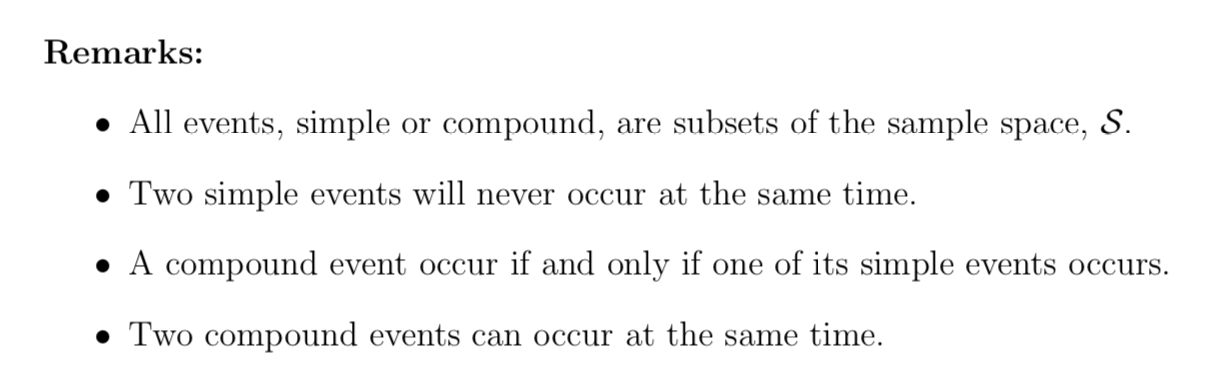 Remarks:
• All events, simple or compound, are subsets of the sample space, 𝒮.
• Two simple events will never occur at the same time.
• A compound event occur if and only if one of its simple events occurs.
• Two compound events can occur at the same time.